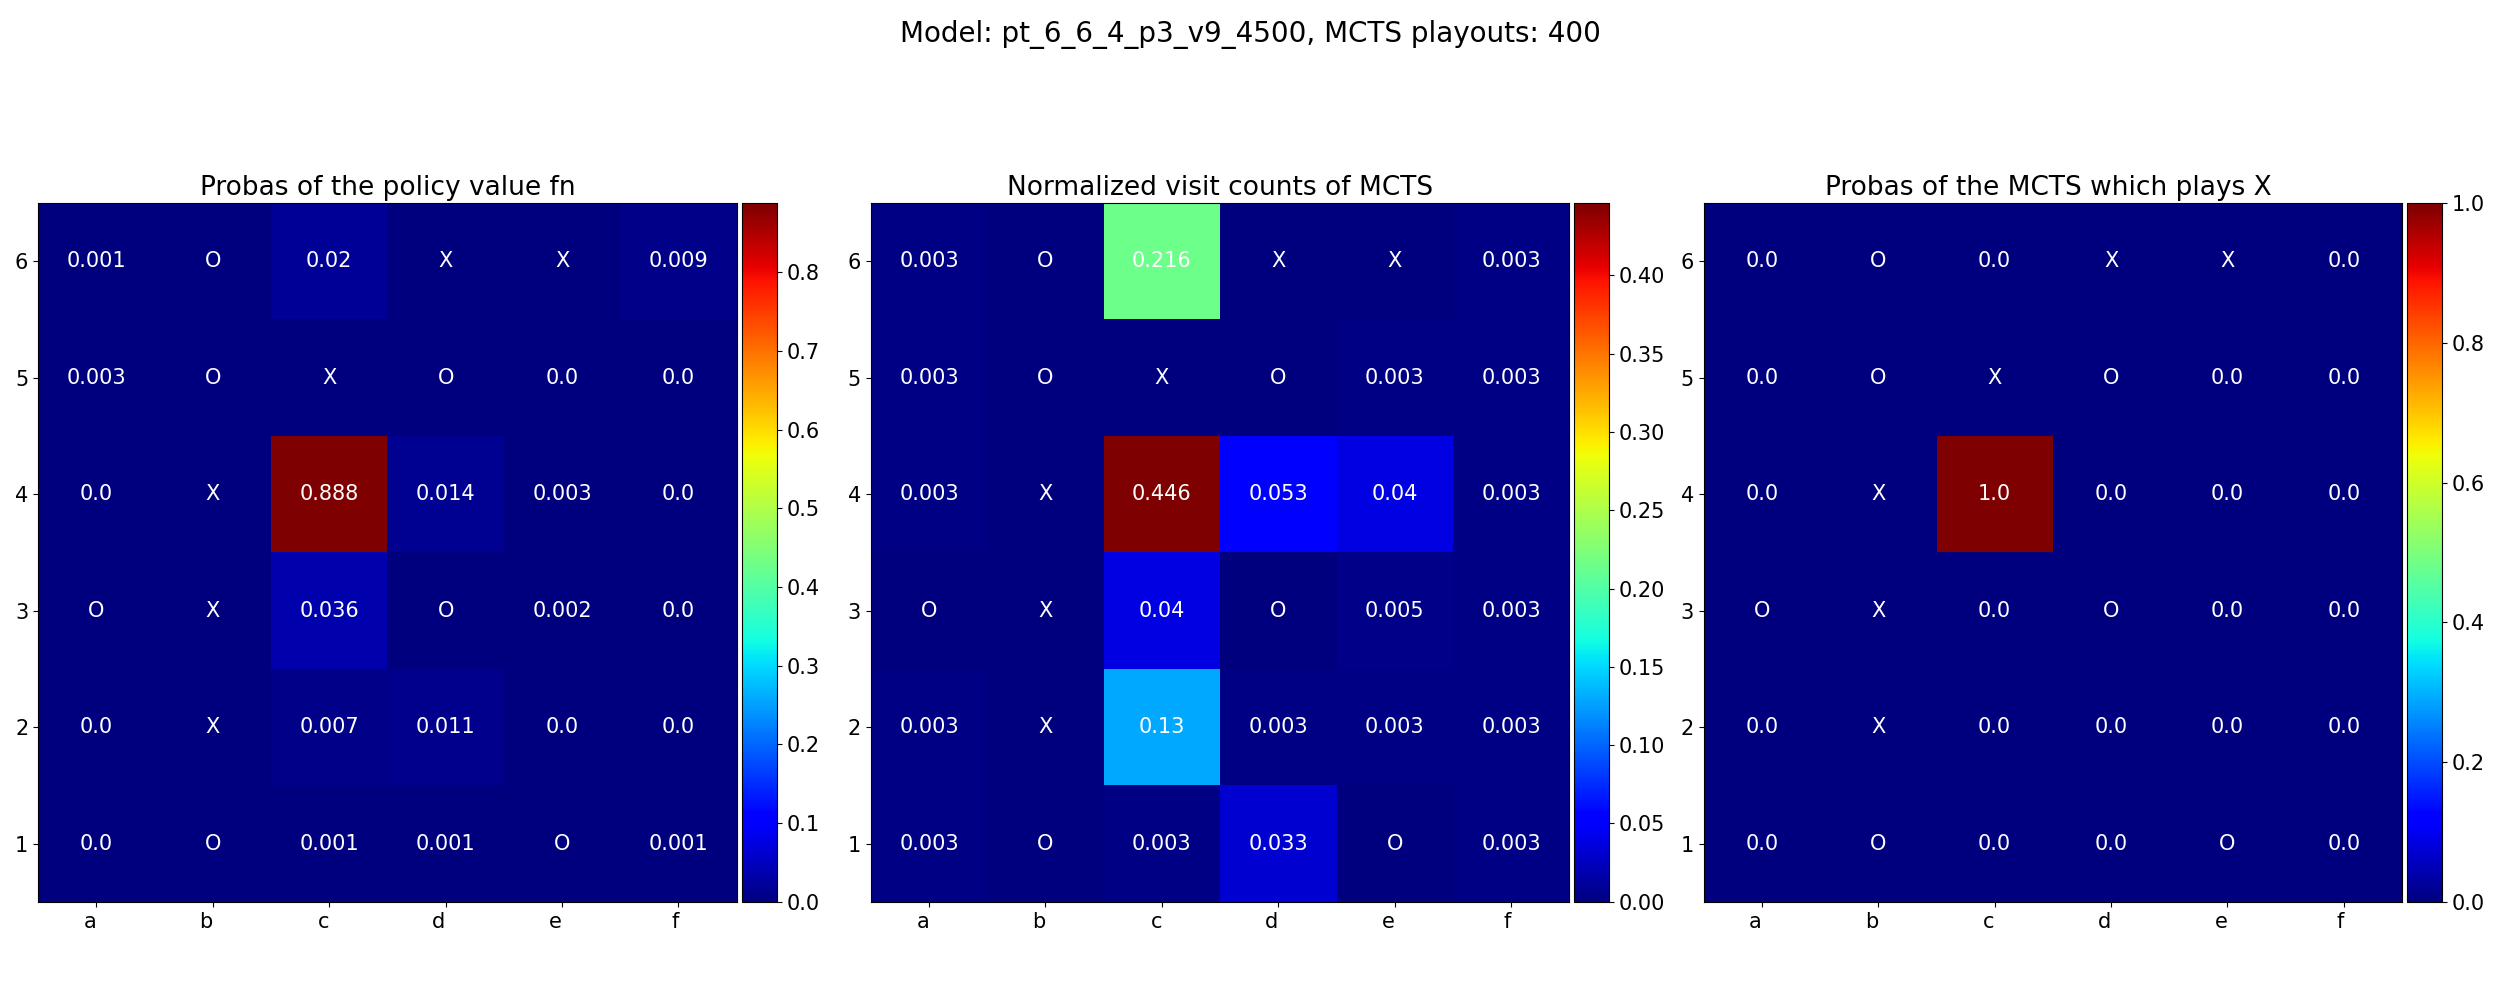 Model: pt_6_6_4_p3_v9_4500, MCTS playouts: 400
Probas of the policy value fn
6 0.001 O 0.02 X X 0.009
5 0.003 O X O 0.0 0.0
4 0.0 X 0.888 0.014 0.003 0.0
3 O X 0.036 O 0.002 0.0
2 0.0 X 0.007 0.011 0.0 0.0
1 0.0 O 0.001 0.001 O 0.001
a b c d e f
0.8
0.7
0.6
0.5
0.4
0.3
0.2
0.1
0.0
Normalized visit counts of MCTS
6 0.003 O 0.216 X X 0.003
5 0.003 O X O 0.003 0.003
4 0.003 X 0.446 0.053 0.04 0.003
3 O X 0.04 O 0.005 0.003
2 0.003 X 0.13 0.003 0.003 0.003
1 0.003 O 0.003 0.033 O 0.003
a b c d e f
0.40
0.35
0.30
0.25
0.20
0.15
0.10
0.05
0.00
Probas of the MCTS which plays X
6 0.0 O 0.0 X X 0.0
5 0.0 O X O 0.0 0.0
4 0.0 X 1.0 0.0 0.0 0.0
3 O X 0.0 O 0.0 0.0
2 0.0 X 0.0 0.0 0.0 0.0
1 0.0 O 0.0 0.0 O 0.0
a b c d e f
1.0
0.8
0.6
0.4
0.2
0.0